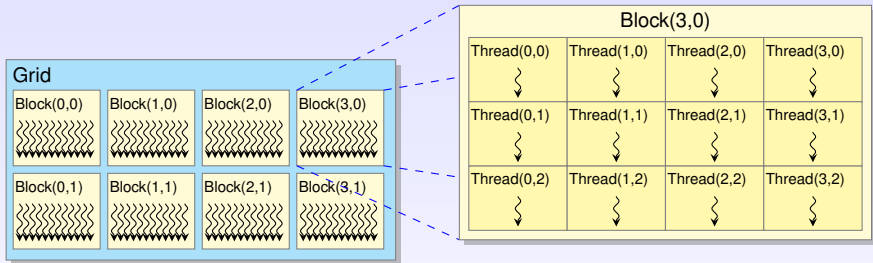 Block(3,0)
Thread(0,0) Thread(1,0) Thread(2,0) Thread(3,0)
Thread(0,1) Thread(1,1) Thread(2,1) Thread(3,1)
Thread(0,2) Thread(1,2) Thread(2,2) Thread(3,2)
Grid
Block(0,0) Block(1,0) Block(2,0) Block(3,0)
Block(0,1) Block(1,1) Block(2,1) Block(3,1)